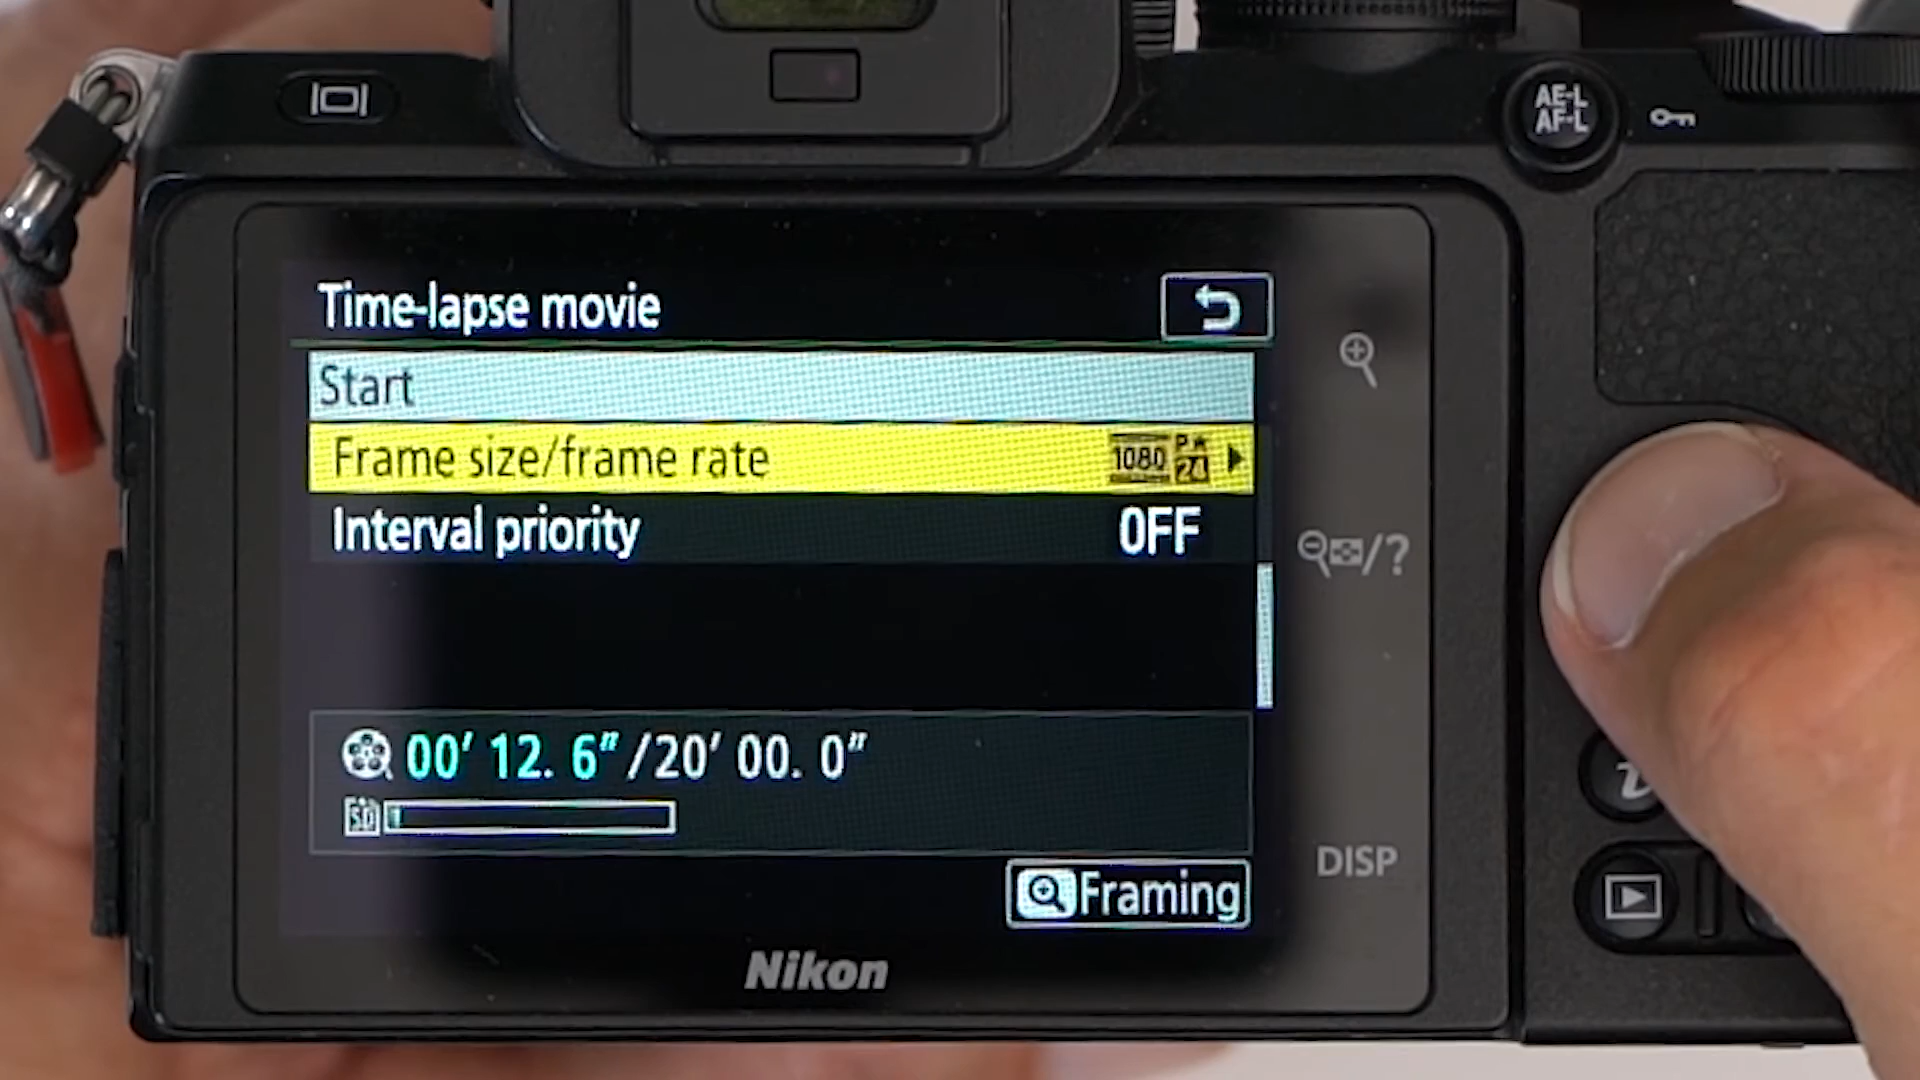 AE-L
AF-L
Time-lapse movie
Start
Frame size/frame rate 1080 P★ 24
Interval priority OFF
/?
00′ 12. 6″ /20′ 00. 0″
SD
DISP
Framing
i
Nikon